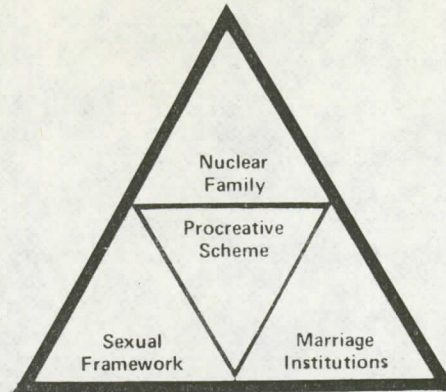 Nuclear
Family
Procreative
Scheme
Sexual
Framework
Marriage
Institutions